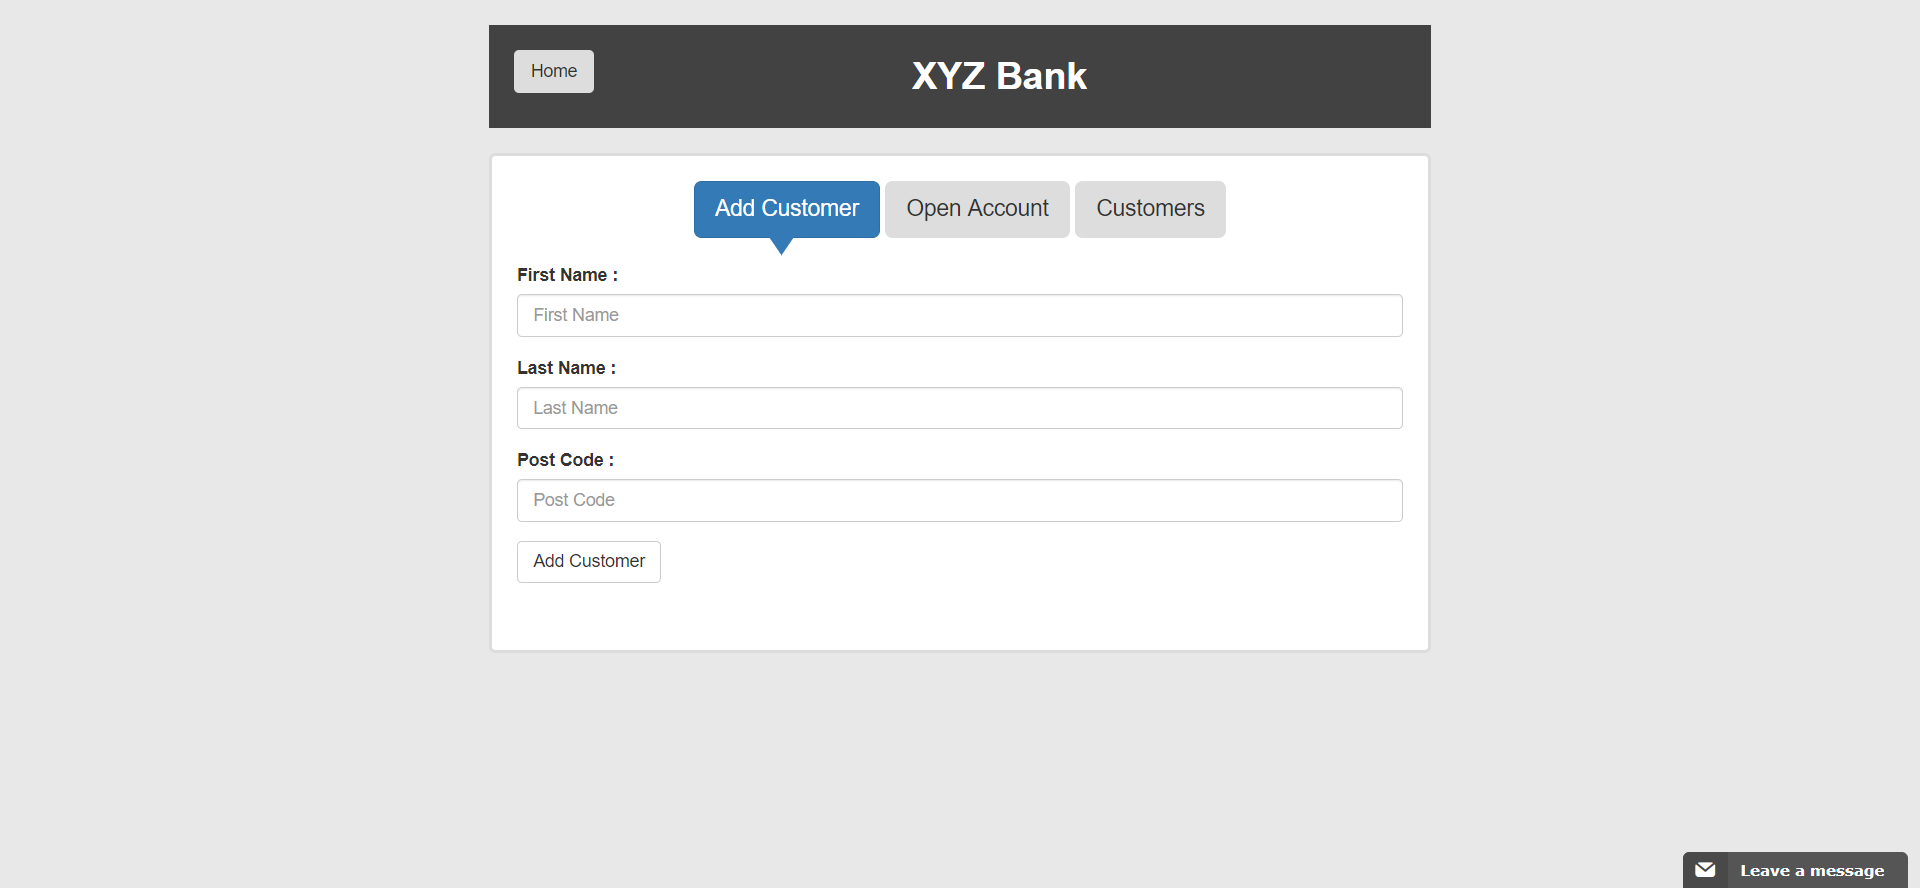 Home
XYZ Bank
Add Customer
Open Account
Customers
First Name :
First Name
Last Name :
Last Name
Post Code :
Post Code
Add Customer
Leave a message